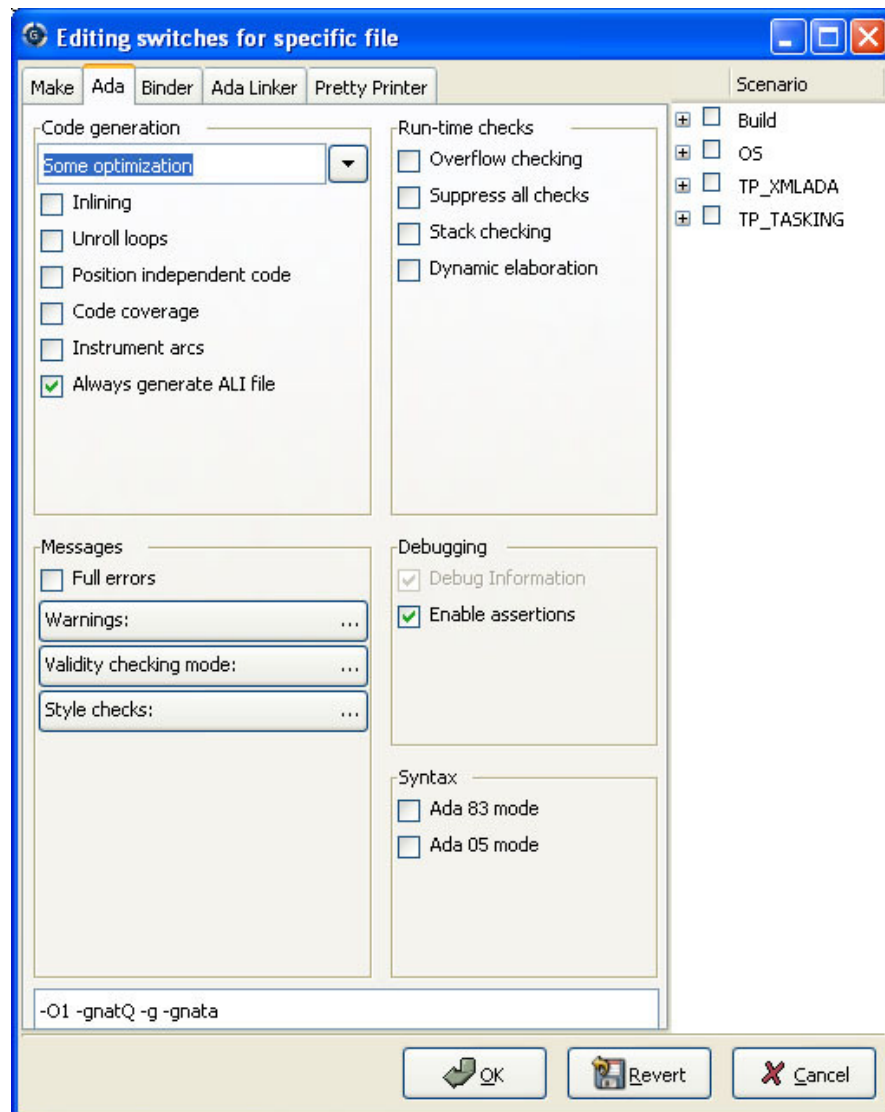 Editing switches for specific file
Make Ada Binder Ada Linker Pretty Printer
Code generation
Some optimization
Inlining
Unroll loops
Position independent code
Code coverage
Instrument arcs
Always generate ALI file
Run-time checks
Overflow checking
Suppress all checks
Stack checking
Dynamic elaboration
Messages
Full errors
Warnings: ...
Validity checking mode: ...
Style checks: ...
Debugging
Debug Information
Enable assertions
Syntax
Ada 83 mode
Ada 05 mode
-O1 -gnatQ -g -gnata
Scenario
Build
OS
TP_XMLADA
TP_TASKING
OK Revert Cancel